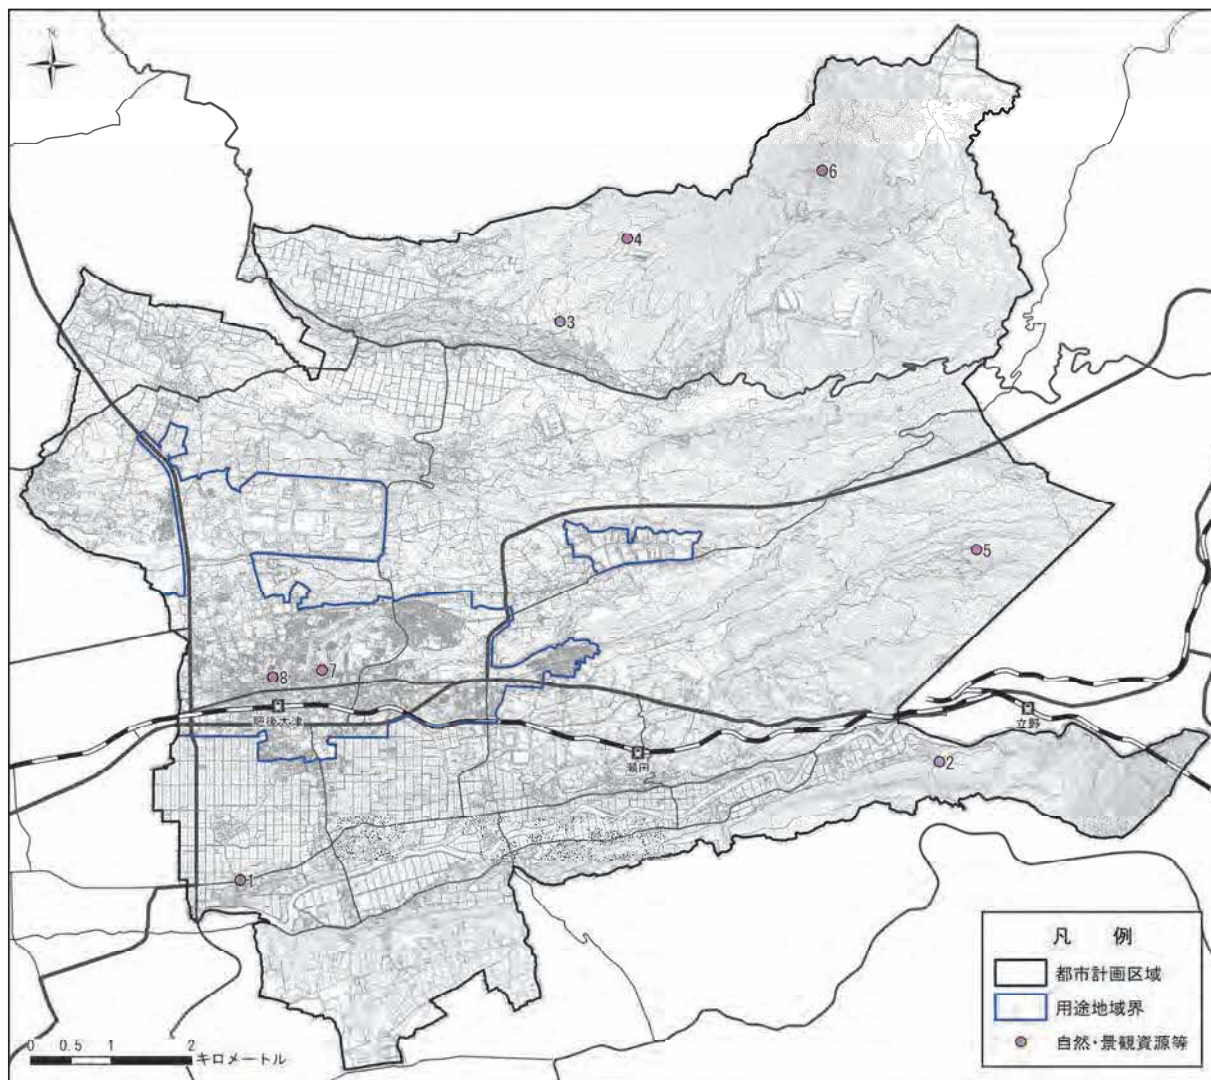 N
6
4
3
5
8
7
肥後大津
立野
瀬田
2
1
凡 例
都市計画区域
用途地域界
自然・景観資源等
0 0.5 1 2
キロメートル